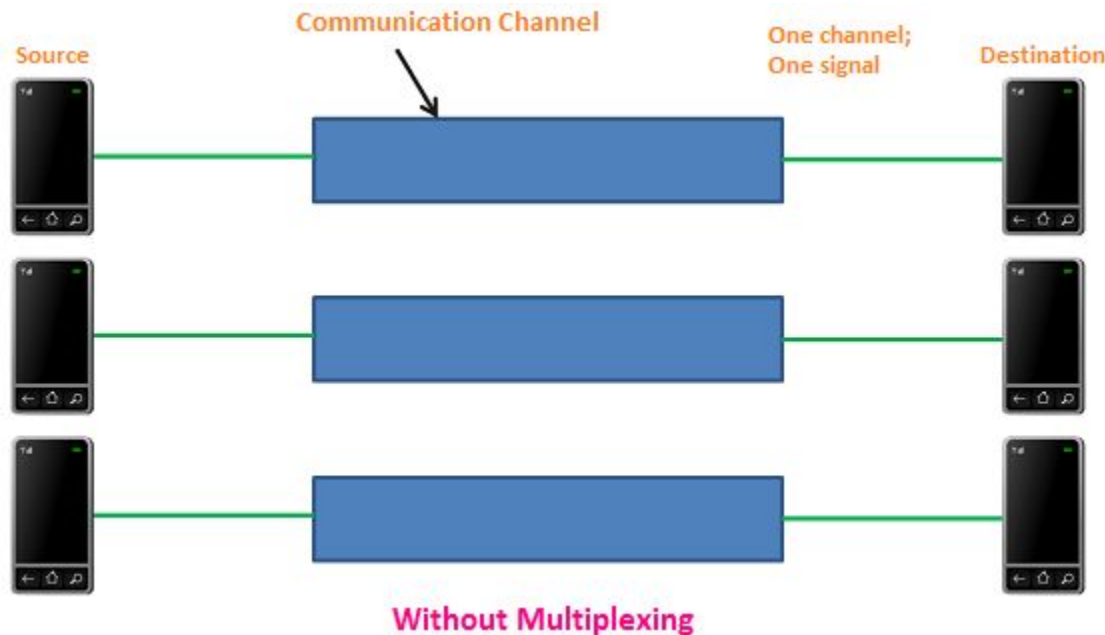 Communication Channel
Source
One channel;
One signal
Destination
Without Multiplexing